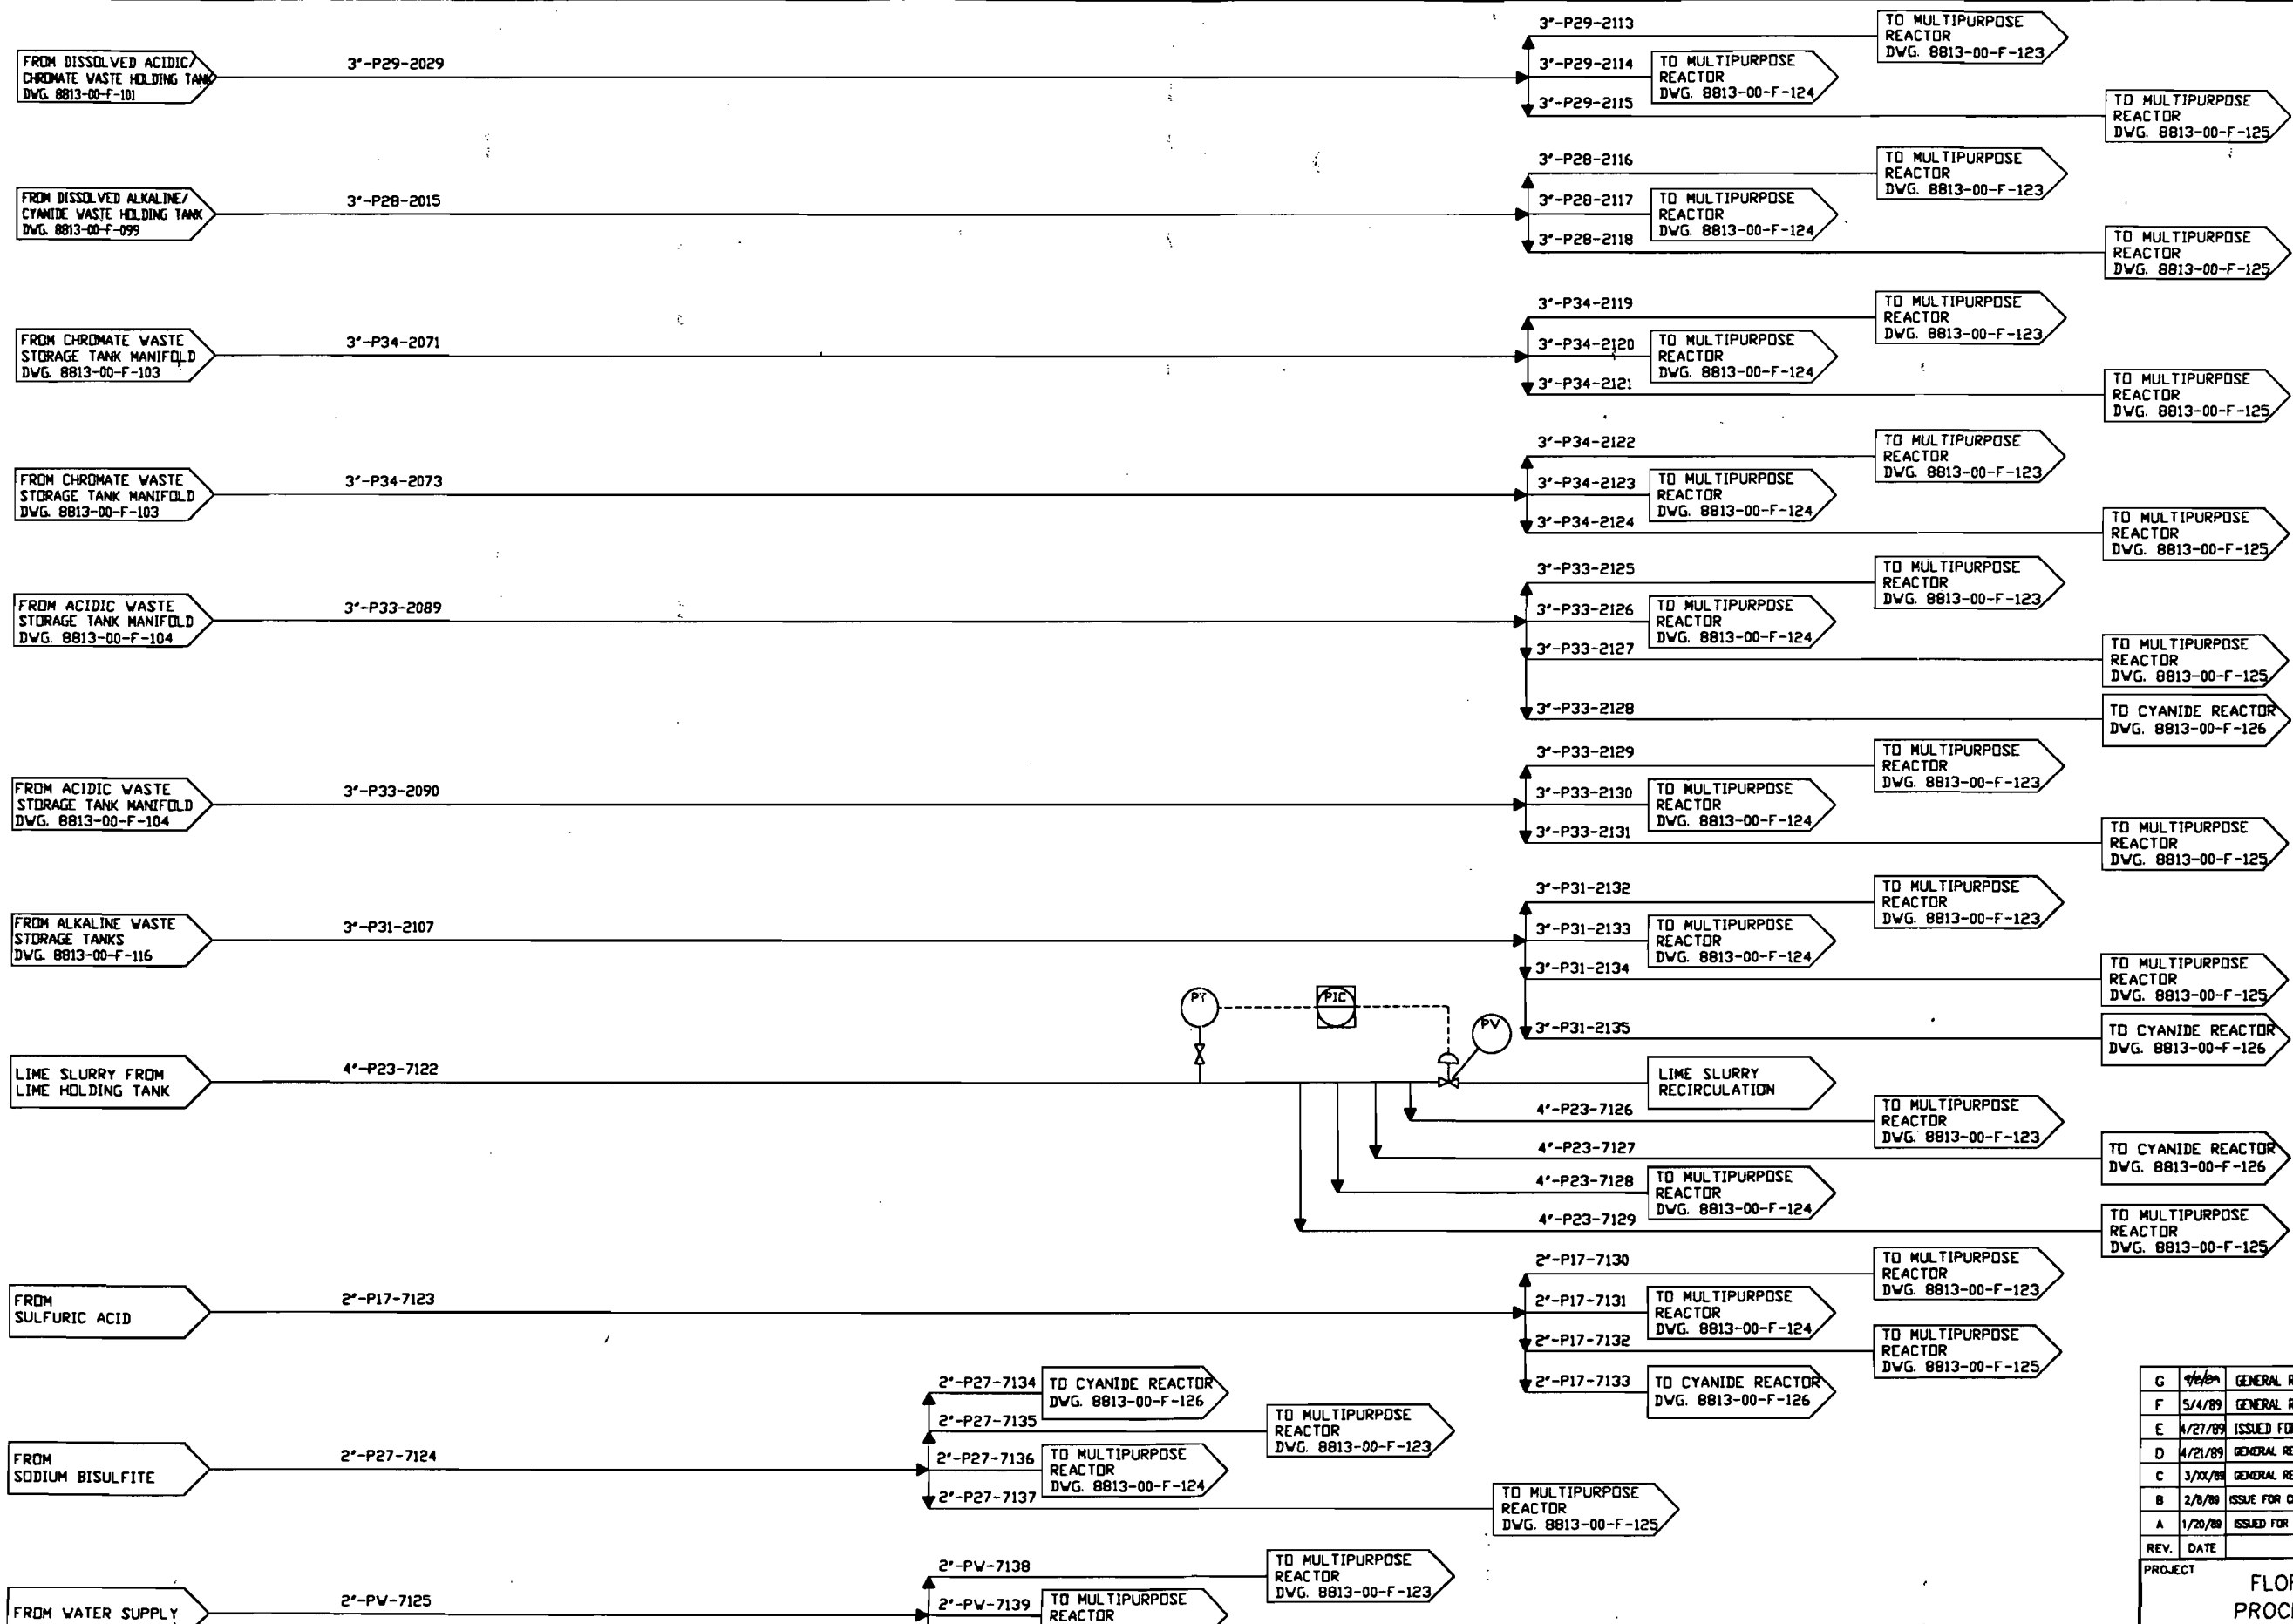 FROM DISSOLVED ACIDIC/
CHROMATE WASTE HOLDING TANK
DWG. 8813-00-F-101
3"-P29-2029
3"-P29-2113
TO MULTIPURPOSE
REACTOR
DWG. 8813-00-F-123
3"-P29-2114
TO MULTIPURPOSE
REACTOR
DWG. 8813-00-F-124
3"-P29-2115
TO MULTIPURPOSE
REACTOR
DWG. 8813-00-F-125
FROM DISSOLVED ALKALINE/
CYANIDE WASTE HOLDING TANK
DWG. 8813-00-F-099
3"-P28-2015
3"-P28-2116
TO MULTIPURPOSE
REACTOR
DWG. 8813-00-F-123
3"-P28-2117
TO MULTIPURPOSE
REACTOR
DWG. 8813-00-F-124
3"-P28-2118
TO MULTIPURPOSE
REACTOR
DWG. 8813-00-F-125
FROM CHROMATE WASTE
STORAGE TANK MANIFOLD
DWG. 8813-00-F-103
3"-P34-2071
3"-P34-2119
TO MULTIPURPOSE
REACTOR
DWG. 8813-00-F-123
3"-P34-2120
TO MULTIPURPOSE
REACTOR
DWG. 8813-00-F-124
3"-P34-2121
TO MULTIPURPOSE
REACTOR
DWG. 8813-00-F-125
FROM CHROMATE WASTE
STORAGE TANK MANIFOLD
DWG. 8813-00-F-103
3"-P34-2073
3"-P34-2122
TO MULTIPURPOSE
REACTOR
DWG. 8813-00-F-123
3"-P34-2123
TO MULTIPURPOSE
REACTOR
DWG. 8813-00-F-124
3"-P34-2124
TO MULTIPURPOSE
REACTOR
DWG. 8813-00-F-125
FROM ACIDIC WASTE
STORAGE TANK MANIFOLD
DWG. 8813-00-F-104
3"-P33-2089
3"-P33-2125
TO MULTIPURPOSE
REACTOR
DWG. 8813-00-F-123
3"-P33-2126
TO MULTIPURPOSE
REACTOR
DWG. 8813-00-F-124
3"-P33-2127
TO MULTIPURPOSE
REACTOR
DWG. 8813-00-F-125
3"-P33-2128
TO CYANIDE REACTOR
DWG. 8813-00-F-126
FROM ACIDIC WASTE
STORAGE TANK MANIFOLD
DWG. 8813-00-F-104
3"-P33-2090
3"-P33-2129
TO MULTIPURPOSE
REACTOR
DWG. 8813-00-F-123
3"-P33-2130
TO MULTIPURPOSE
REACTOR
DWG. 8813-00-F-124
3"-P33-2131
TO MULTIPURPOSE
REACTOR
DWG. 8813-00-F-125
FROM ALKALINE WASTE
STORAGE TANKS
DWG. 8813-00-F-116
3"-P31-2107
3"-P31-2132
TO MULTIPURPOSE
REACTOR
DWG. 8813-00-F-123
3"-P31-2133
TO MULTIPURPOSE
REACTOR
DWG. 8813-00-F-124
3"-P31-2134
TO MULTIPURPOSE
REACTOR
DWG. 8813-00-F-125
3"-P31-2135
TO CYANIDE REACTOR
DWG. 8813-00-F-126
PT
PIC
PV
LIME SLURRY FROM
LIME HOLDING TANK
4"-P23-7122
LIME SLURRY
RECIRCULATION
4"-P23-7126
TO MULTIPURPOSE
REACTOR
DWG. 8813-00-F-123
4"-P23-7127
TO CYANIDE REACTOR
DWG. 8813-00-F-126
4"-P23-7128
TO MULTIPURPOSE
REACTOR
DWG. 8813-00-F-124
4"-P23-7129
TO MULTIPURPOSE
REACTOR
DWG. 8813-00-F-125
FROM
SULFURIC ACID
2"-P17-7123
2"-P17-7130
TO MULTIPURPOSE
REACTOR
DWG. 8813-00-F-123
2"-P17-7131
TO MULTIPURPOSE
REACTOR
DWG. 8813-00-F-124
2"-P17-7132
TO MULTIPURPOSE
REACTOR
DWG. 8813-00-F-125
2"-P17-7133
TO CYANIDE REACTOR
DWG. 8813-00-F-126
FROM
SODIUM BISULFITE
2"-P27-7124
2"-P27-7134
TO CYANIDE REACTOR
DWG. 8813-00-F-126
2"-P27-7135
TO MULTIPURPOSE
REACTOR
DWG. 8813-00-F-123
2"-P27-7136
TO MULTIPURPOSE
REACTOR
DWG. 8813-00-F-124
2"-P27-7137
TO MULTIPURPOSE
REACTOR
DWG. 8813-00-F-125
FROM WATER SUPPLY
2"-PW-7125
2"-PW-7138
TO MULTIPURPOSE
REACTOR
DWG. 8813-00-F-123
2"-PW-7139
TO MULTIPURPOSE
REACTOR
G GENERAL
F 5/4/89 GENERAL
E 4/27/89 ISSUED
D 4/21/89 GENERAL
C 3/XX/89 GENERAL
B 2/8/89 ISSUE FOR
A 1/20/89 ISSUED FOR
REV. DATE
PROJECT